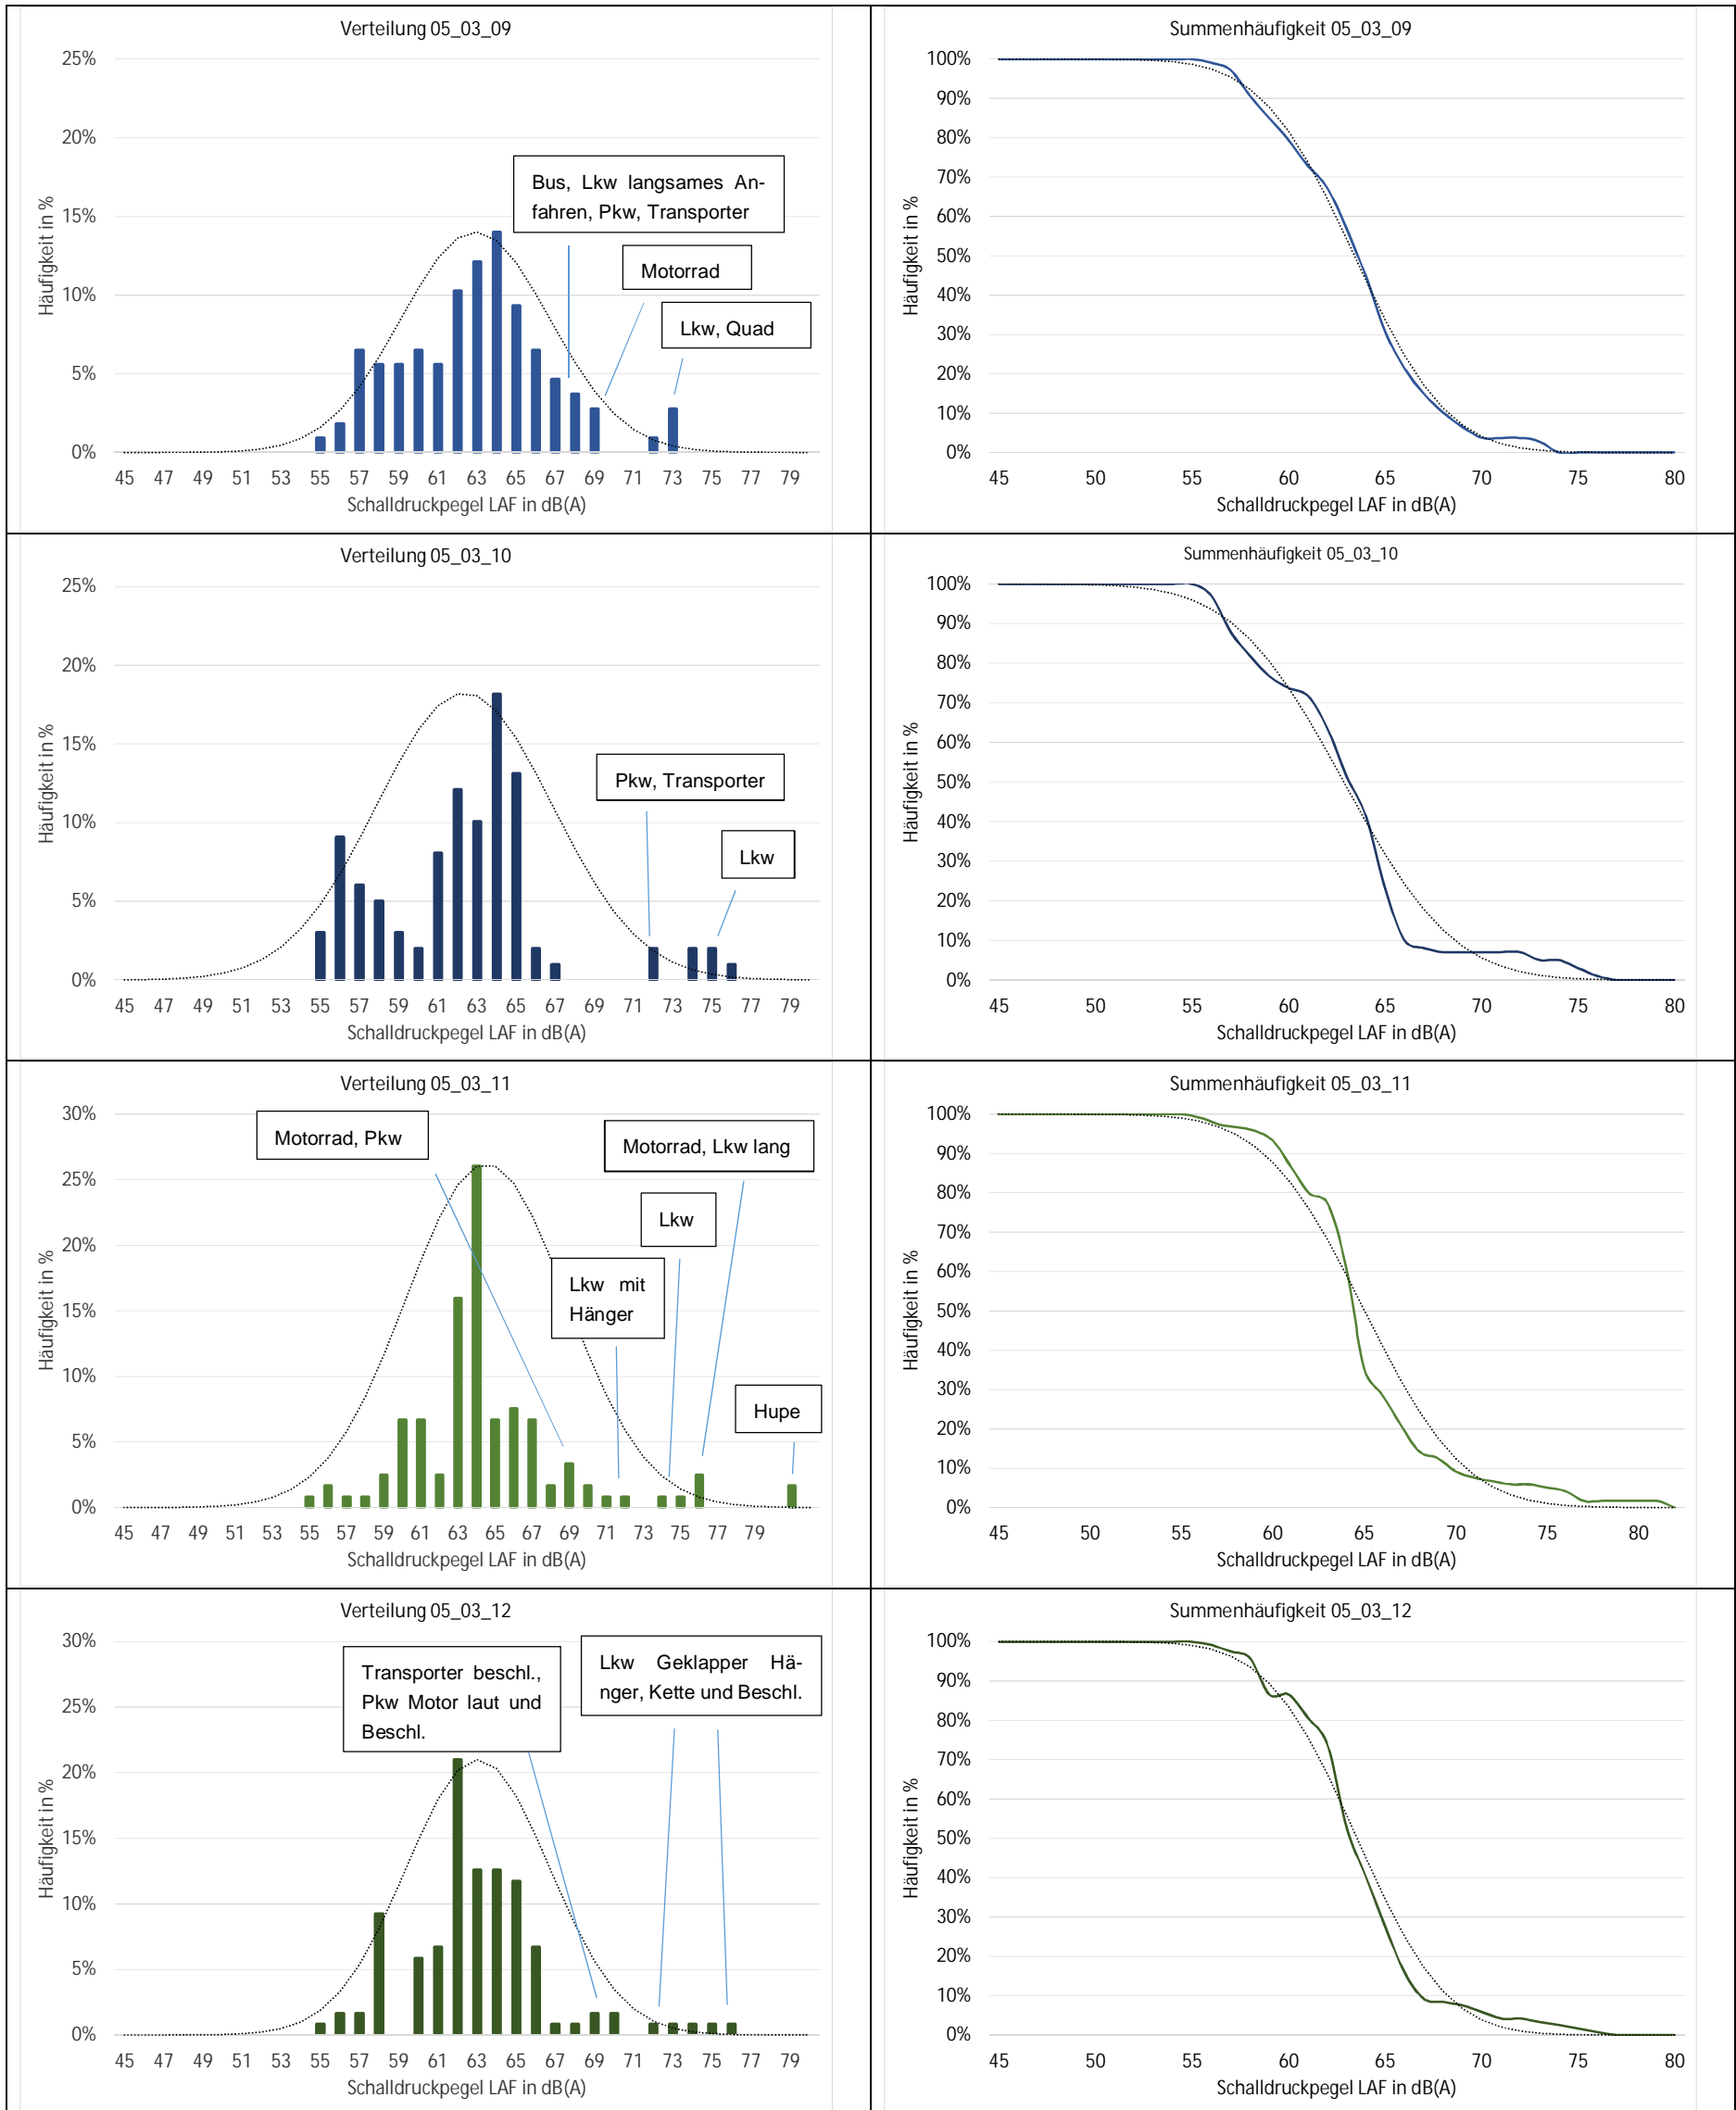 Verteilung 05_03_09
25%
20%
15%
10%
5%
0%
Häufigkeit in %
Bus, Lkw langsames An-
fahren, Pkw, Transporter
Motorrad
Lkw, Quad
45 47 49 51 53 55 57 59 61 63 65 67 69 71 73 75 77 79
Schalldruckpegel LAF in dB(A)
Summenhäufigkeit 05_03_09
100%
90%
80%
70%
60%
50%
40%
30%
20%
10%
0%
Häufigkeit in %
45 50 55 60 65 70 75 80
Schalldruckpegel LAF in dB(A)
Verteilung 05_03_10
25%
20%
15%
10%
5%
0%
Häufigkeit in %
Pkw, Transporter
Lkw
45 47 49 51 53 55 57 59 61 63 65 67 69 71 73 75 77 79
Schalldruckpegel LAF in dB(A)
Summenhäufigkeit 05_03_10
100%
90%
80%
70%
60%
50%
40%
30%
20%
10%
0%
Häufigkeit in %
45 50 55 60 65 70 75 80
Schalldruckpegel LAF in dB(A)
Verteilung 05_03_11
30%
25%
20%
15%
10%
5%
0%
Häufigkeit in %
Motorrad, Pkw
Motorrad, Lkw lang
Lkw
Lkw mit
Hänger
Hupe
45 47 49 51 53 55 57 59 61 63 65 67 69 71 73 75 77 79
Schalldruckpegel LAF in dB(A)
Summenhäufigkeit 05_03_11
100%
90%
80%
70%
60%
50%
40%
30%
20%
10%
0%
Häufigkeit in %
45 50 55 60 65 70 75 80
Schalldruckpegel LAF in dB(A)
Verteilung 05_03_12
30%
25%
20%
15%
10%
5%
0%
Häufigkeit in %
Transporter beschl.,
Pkw Motor laut und
Beschl.
Lkw Geklapper Hä-
nger, Kette und Beschl.
45 47 49 51 53 55 57 59 61 63 65 67 69 71 73 75 77 79
Schalldruckpegel LAF in dB(A)
Summenhäufigkeit 05_03_12
100%
90%
80%
70%
60%
50%
40%
30%
20%
10%
0%
Häufigkeit in %
45 50 55 60 65 70 75 80
Schalldruckpegel LAF in dB(A)